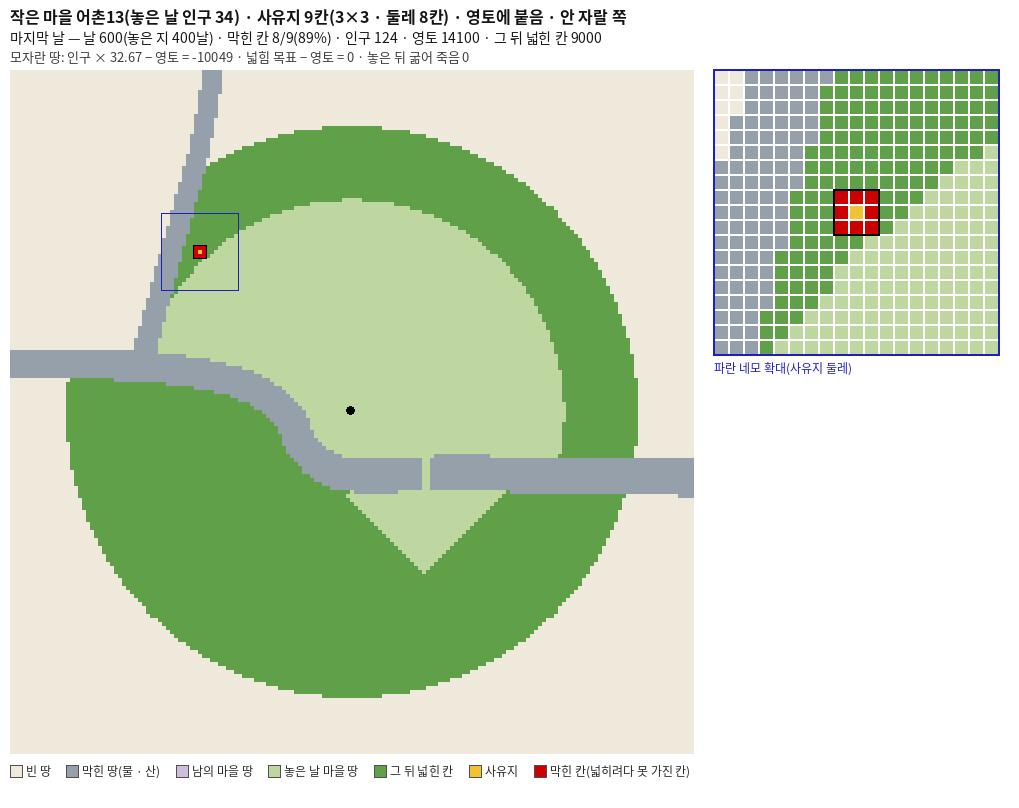 작은 마을 어촌13(놓은 날 인구 34) · 사유지 9칸(3×3 · 둘레 8칸) · 영토에 붙음 · 안 자랄 쪽
마지막 날 — 날 600(놓은 지 400날) · 막힌 칸 8/9(89%) · 인구 124 · 영토 14100 · 그 뒤 넓힌 칸 9000
모자란 땅: 인구 × 32.67 − 영토 = -10049 · 넓힘 목표 − 영토 = 0 · 놓은 뒤 굶어 죽음 0
파란 네모 확대(사유지 둘레)
빈 땅 막힌 땅(물 · 산) 남의 마을 땅 놓은 날 마을 땅 그 뒤 넓힌 칸 사유지 막힌 칸(넓히려다 못 가진 칸)